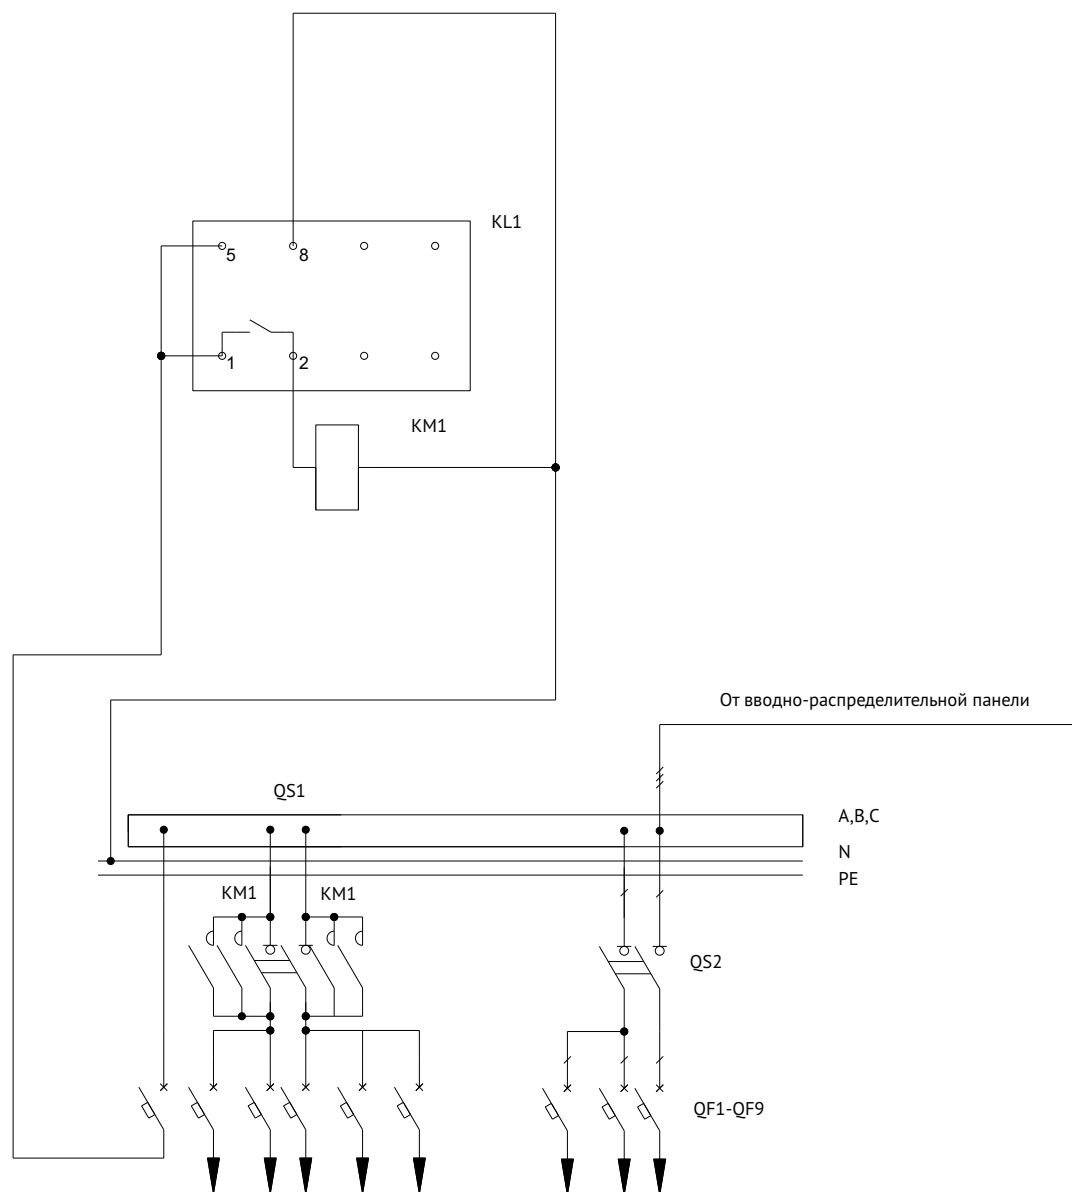 KL1
5
8
1
2
KM1
От вводно-распределительной панели
QS1
A,B,C
N
PE
KM1
KM1
QS2
QF1-QF9